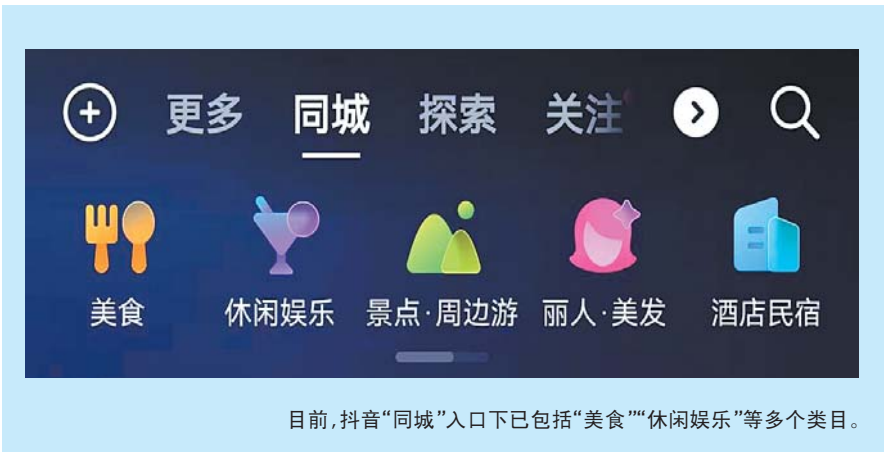 更多 同城 探索 关注
美食 休闲娱乐 景点·周边游 丽人·美发 酒店民宿
目前,抖音“同城”入口下已包括“美食”“休闲娱乐”等多个类目。